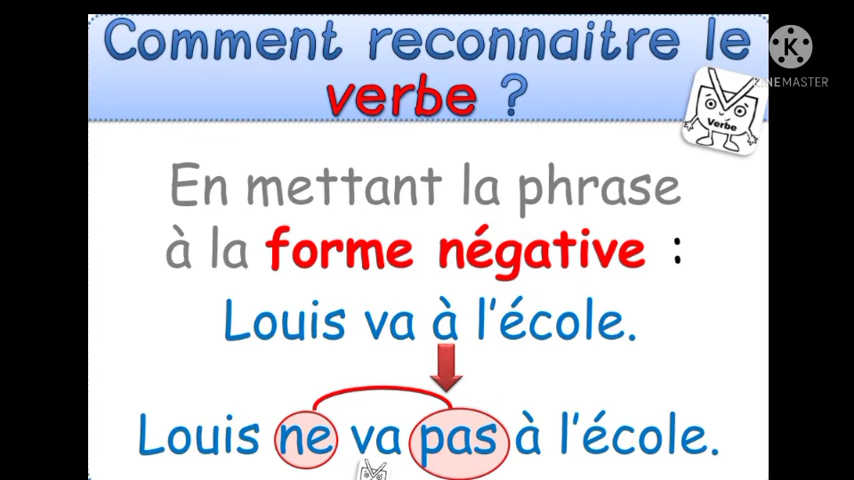 Comment reconnaitre le
verbe ?
KINEMASTER
Verbe
En mettant la phrase
à la forme négative :
Louis va à l'école.
Louis ne va pas à l'école.